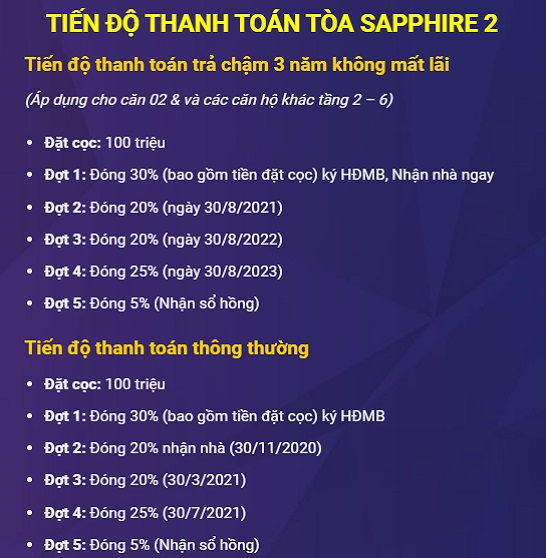 TIẾN ĐỘ THANH TOÁN TÒA SAPPHIRE 2
Tiến độ thanh toán trả chậm 3 năm không mất lãi
(Áp dụng cho căn 02 & và các căn hộ khác tầng 2 – 6)
• Đặt cọc: 100 triệu
• Đợt 1: Đóng 30% (bao gồm tiền đặt cọc) ký HĐMB, Nhận nhà ngay
• Đợt 2: Đóng 20% (ngày 30/8/2021)
• Đợt 3: Đóng 20% (ngày 30/8/2022)
• Đợt 4: Đóng 25% (ngày 30/8/2023)
• Đợt 5: Đóng 5% (Nhận sổ hồng)
Tiến độ thanh toán thông thường
• Đặt cọc: 100 triệu
• Đợt 1: Đóng 30% (bao gồm tiền đặt cọc) ký HĐMB
• Đợt 2: Đóng 20% nhận nhà (30/11/2020)
• Đợt 3: Đóng 20% (30/3/2021)
• Đợt 4: Đóng 25% (30/7/2021)
• Đợt 5: Đóng 5% (Nhận sổ hồng)